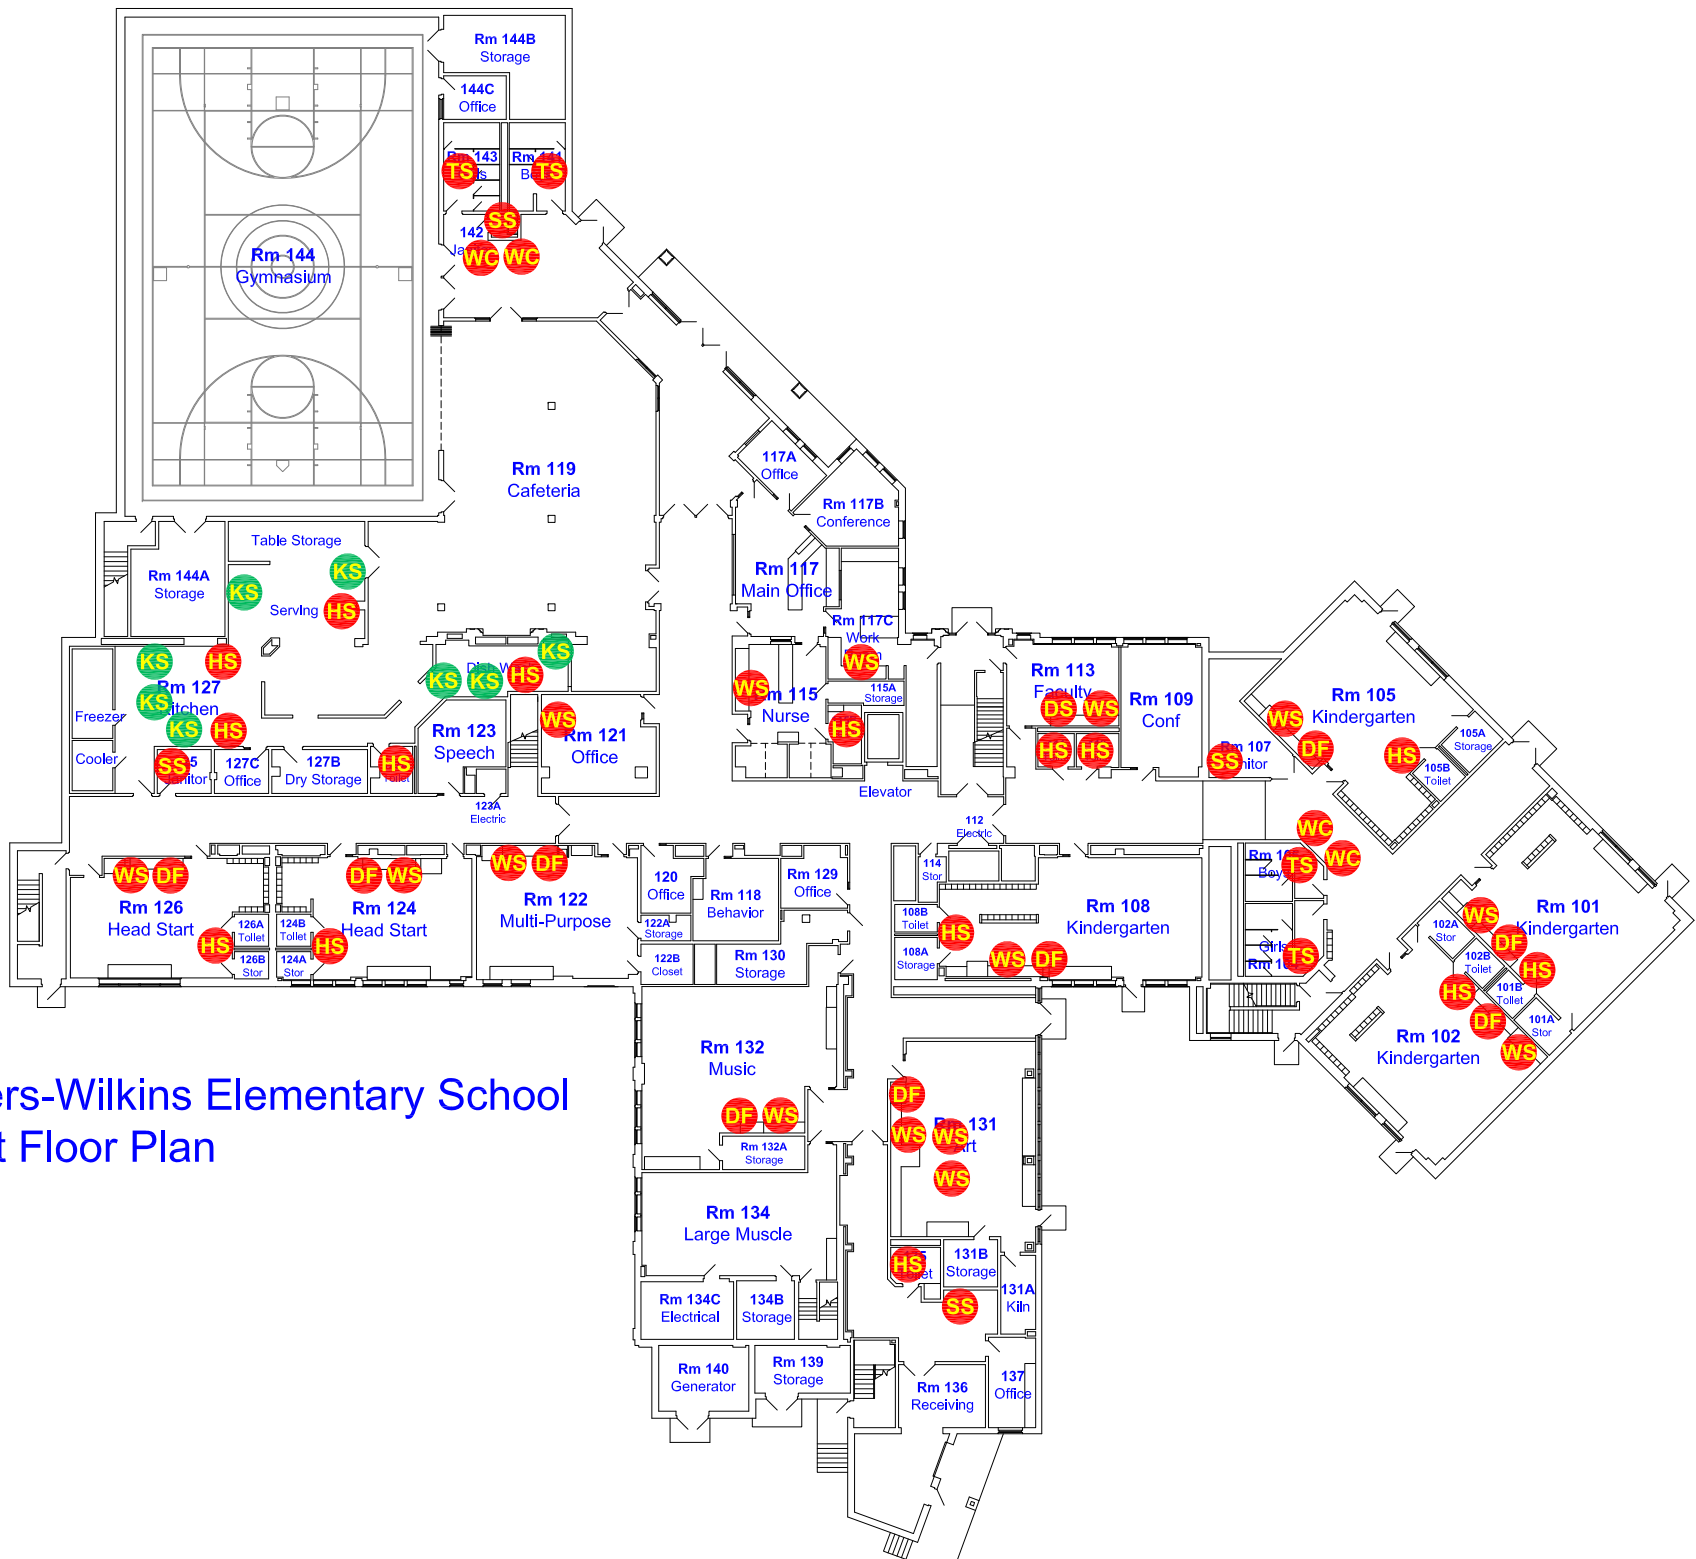 Rm 144B
Storage
144C
Office
Rm 143
TS
TS
SS
142
WC
WC
Rm 144
Gymnasium
Rm 119
Cafeteria
117A
Office
Rm 117B
Conference
Table Storage
Rm 144A
Storage
KS
KS
Serving
HS
Rm 117
Main Office
Rm 117C
Work
WS
KS
HS
KS
Rm 127
KS
HS
Freezer
Cooler
SS
127C
Office
127B
Dry Storage
HS
KS
KS
KS
HS
Rm 123
Speech
WS
Rm 121
Office
123A
Electric
WS
115
Nurse
115A
Storage
HS
Elevator
Rm 113
Faculty
DS
WS
HS
HS
Rm 109
Conf
112
Electric
Rm 107
SS
Rm 105
Kindergarten
WS
DF
HS
105A
Storage
105B
Toilet
WS
DF
Rm 126
Head Start
HS
126A
Toilet
126B
Stor
DF
WS
Rm 124
Head Start
HS
124B
Toilet
124A
Stor
WS
DF
Rm 122
Multi-Purpose
120
Office
122A
Storage
122B
Closet
Rm 118
Behavior
Rm 129
Office
Rm 130
Storage
114
Stor
108B
Toilet
108A
Storage
HS
Rm 108
Kindergarten
WS
DF
WC
WC
TS
Boys
TS
Girls
Rm 101
Kindergarten
WS
DF
HS
102A
Stor
102B
Toilet
101B
Toilet
101A
Stor
HS
DF
WS
Rm 102
Kindergarten
Rm 132
Music
DF
WS
Rm 132A
Storage
DF
WS
WS
WS
Rm 131
Art
ers-Wilkins Elementary School
t Floor Plan
Rm 134
Large Muscle
HS
131B
Storage
131A
Kiln
SS
Rm 134C
Electrical
134B
Storage
Rm 140
Generator
Rm 139
Storage
Rm 136
Receiving
137
Office